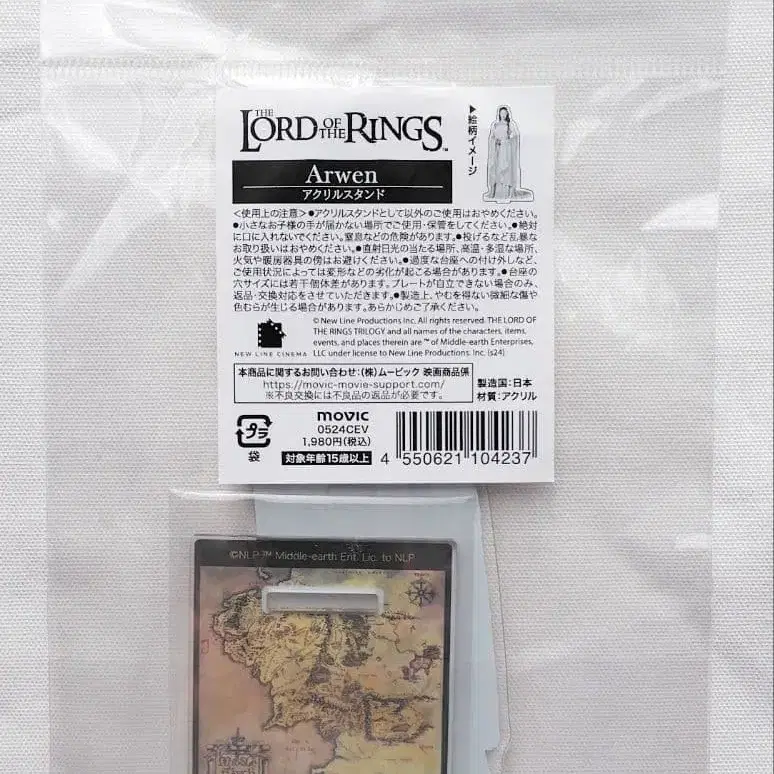 THE
LORD OF THE RINGS™
▶絵柄イメージ
Arwen
アクリルスタンド
＜使用上の注意＞●アクリルスタンドとして以外のご使用はおやめください。
●小さなお子様の手が届かない場所でご使用・保管をしてください。●絶対
に口に入れないでください。窒息などの危険があります。●投げるなど乱暴な
お取り扱いはおやめください。●直射日光の当たる場所、高温・多湿な場所、
火気や暖房器具の傍はお避けください。●過度な台座への付け外しなど、
ご使用状況によっては変形などの劣化が起こる場合があります。●台座の
穴サイズには若干個体差があります。プレートが自立できない場合のみ、
返品・交換対応をさせていただきます。●製造上、やむを得ない微細な傷や
色むらが生じる場合があります。あらかじめご了承ください。
© New Line Productions Inc. All rights reserved. THE LORD OF
THE RINGS TRILOGY and all names of the characters, items,
events, and places therein are ™ of Middle-earth Enterprises,
LLC under license to New Line Productions. Inc. (s24)
NEW LINE CINEMA
本商品に関するお問い合わせ：(株)ムービック 映画商品係
https://movic-movie-support.com/
※不良交換には不良品の返品が必要です。
製造国：日本
材質：アクリル
プラ
袋
movic
0524CEV
1,980円(税込)
対象年齢15歳以上
4 550621 104237
©NLP ™ Middle-earth Ent. Lic. to NLP